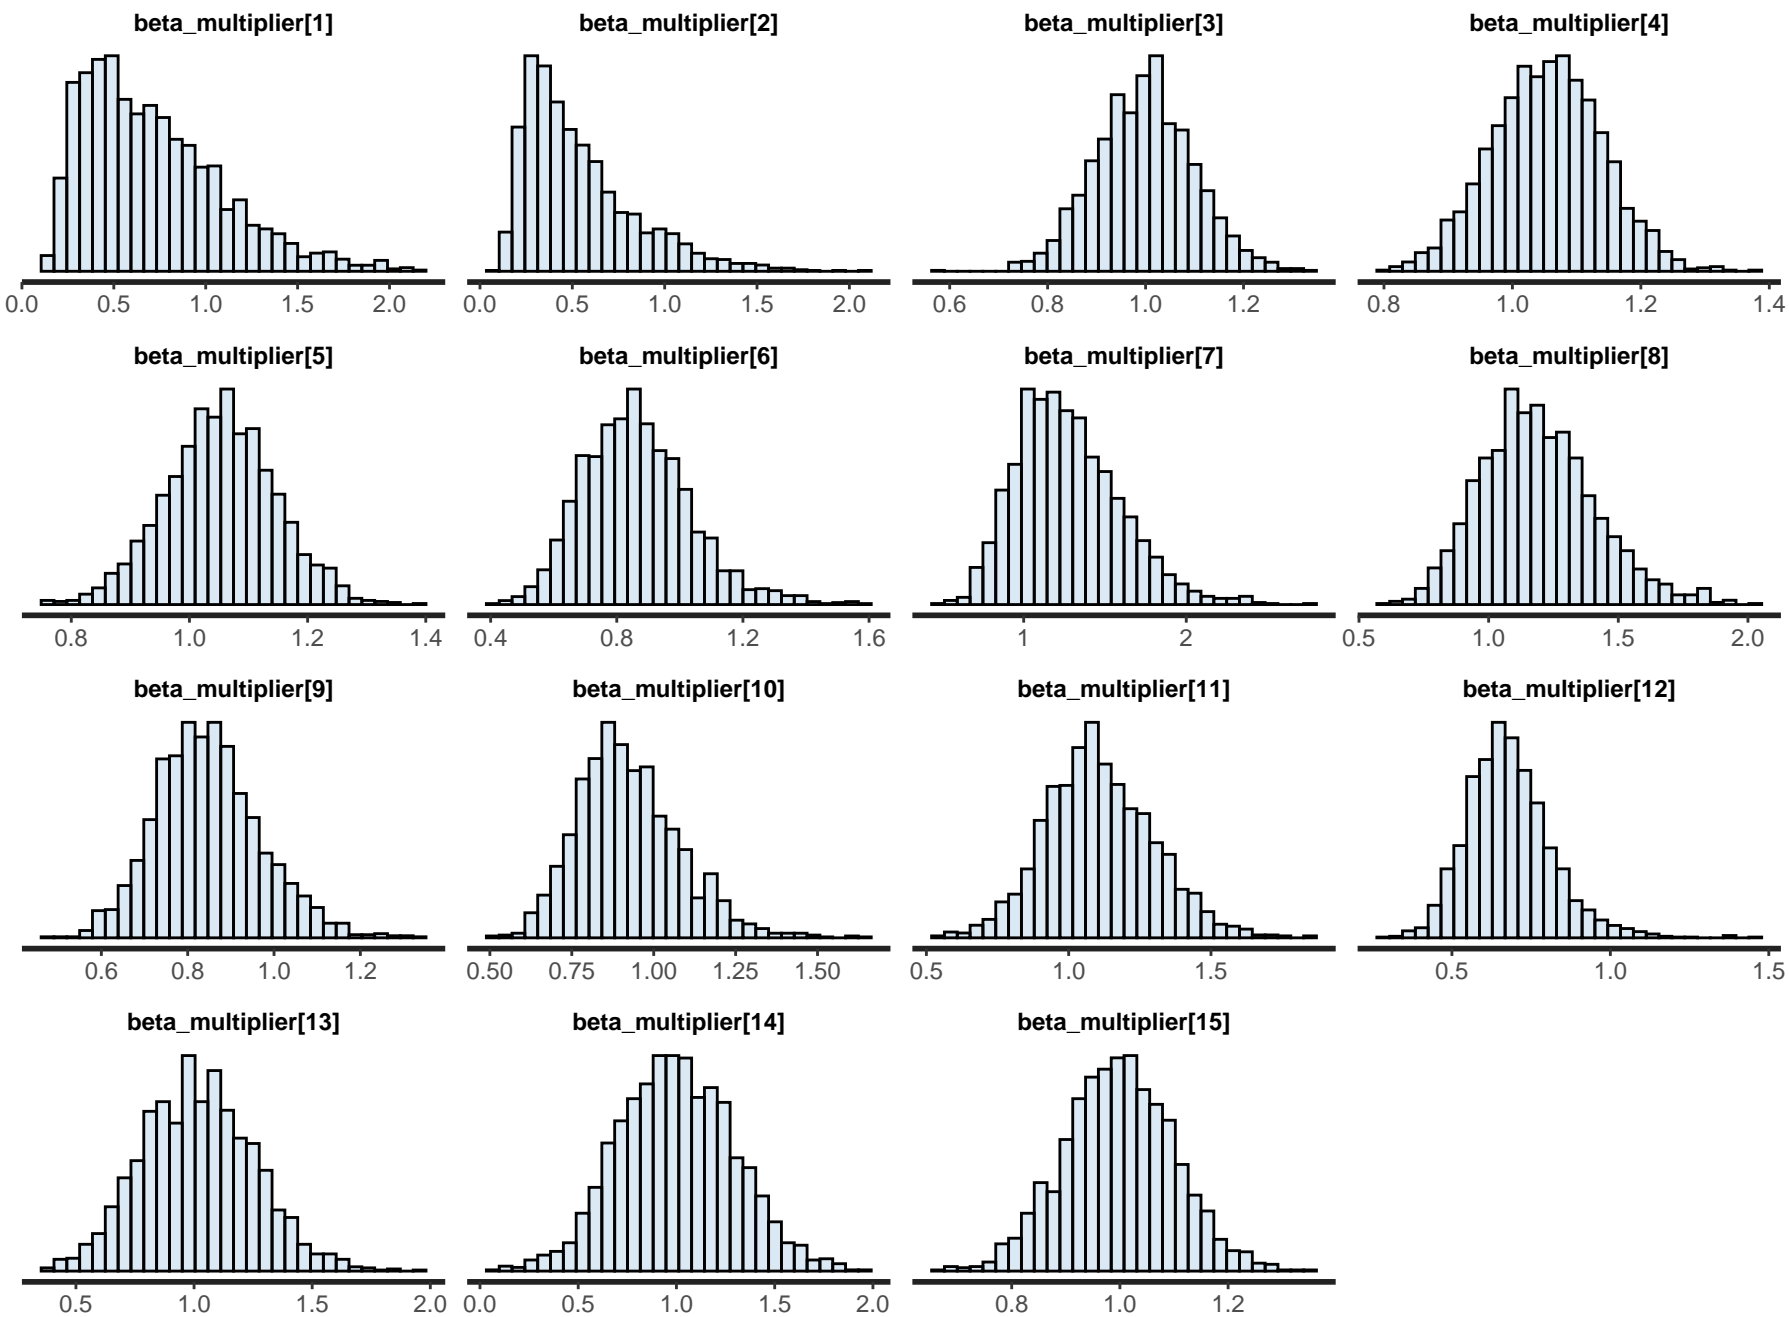 beta_multiplier[1] beta_multiplier[2] beta_multiplier[3] beta_multiplier[4]
0.0 0.5 1.0 1.5 2.0 0.0 0.5 1.0 1.5 2.0 0.6 0.8 1.0 1.2 0.8 1.0 1.2 1.4
beta_multiplier[5] beta_multiplier[6] beta_multiplier[7] beta_multiplier[8]
0.8 1.0 1.2 1.4 0.4 0.8 1.2 1.6 1 2 0.5 1.0 1.5 2.0
beta_multiplier[9] beta_multiplier[10] beta_multiplier[11] beta_multiplier[12]
0.6 0.8 1.0 1.2 0.50 0.75 1.00 1.25 1.50 0.5 1.0 1.5 0.5 1.0 1.5
beta_multiplier[13] beta_multiplier[14] beta_multiplier[15]
0.5 1.0 1.5 2.0 0.0 0.5 1.0 1.5 2.0 0.8 1.0 1.2